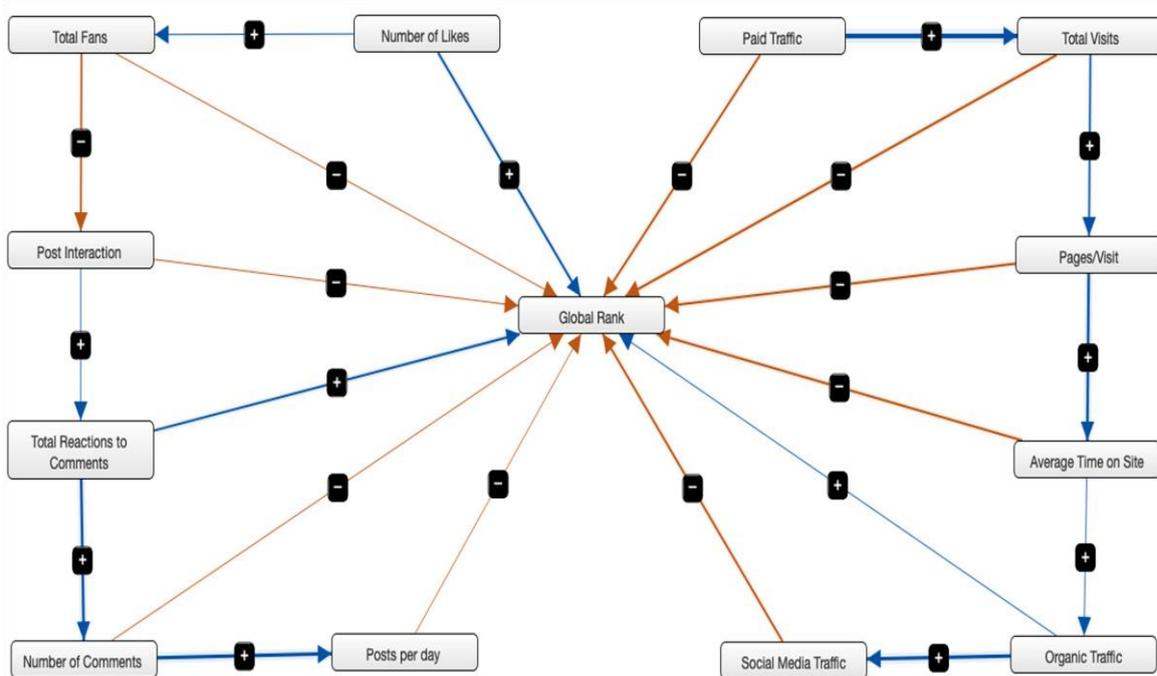 Total Fans
+
Number of Likes
Paid Traffic
+
Total Visits
−
−
+
−
−
+
Post Interaction
−
−
Pages/Visit
Global Rank
+
+
−
+
Total Reactions to
Comments
Average Time on Site
−
−
−
+
+
+
Number of Comments
+
Posts per day
Social Media Traffic
+
Organic Traffic